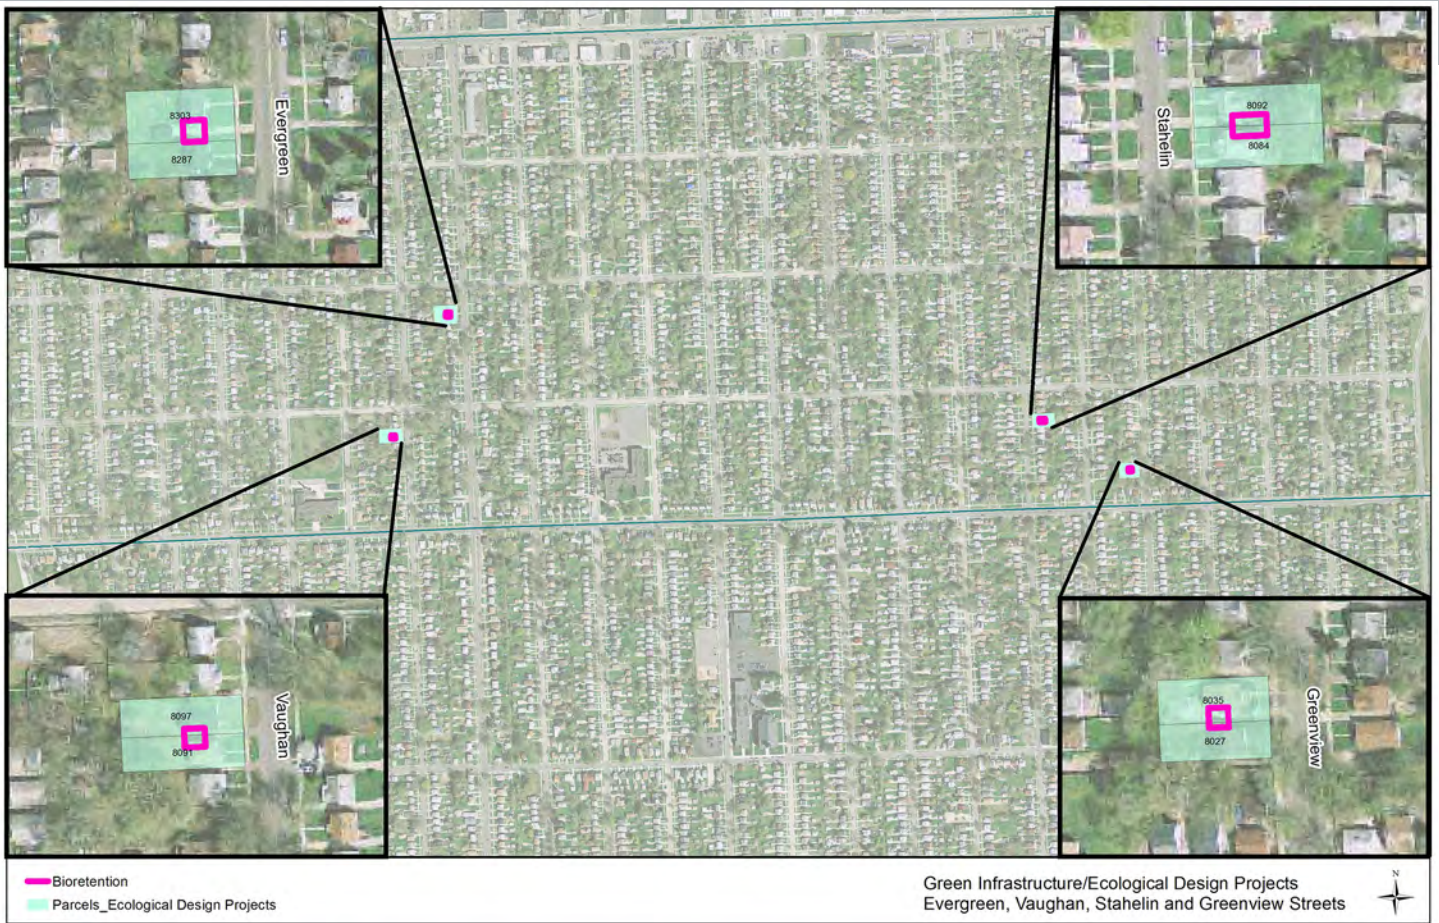 8303
8287
Evergreen
Stahelin
8092
8084
8097
8091
Vaughan
8035
8027
Greenview
Bioretention
Parcels_Ecological Design Projects
Green Infrastructure/Ecological Design Projects
Evergreen, Vaughan, Stahelin and Greenview Streets
N